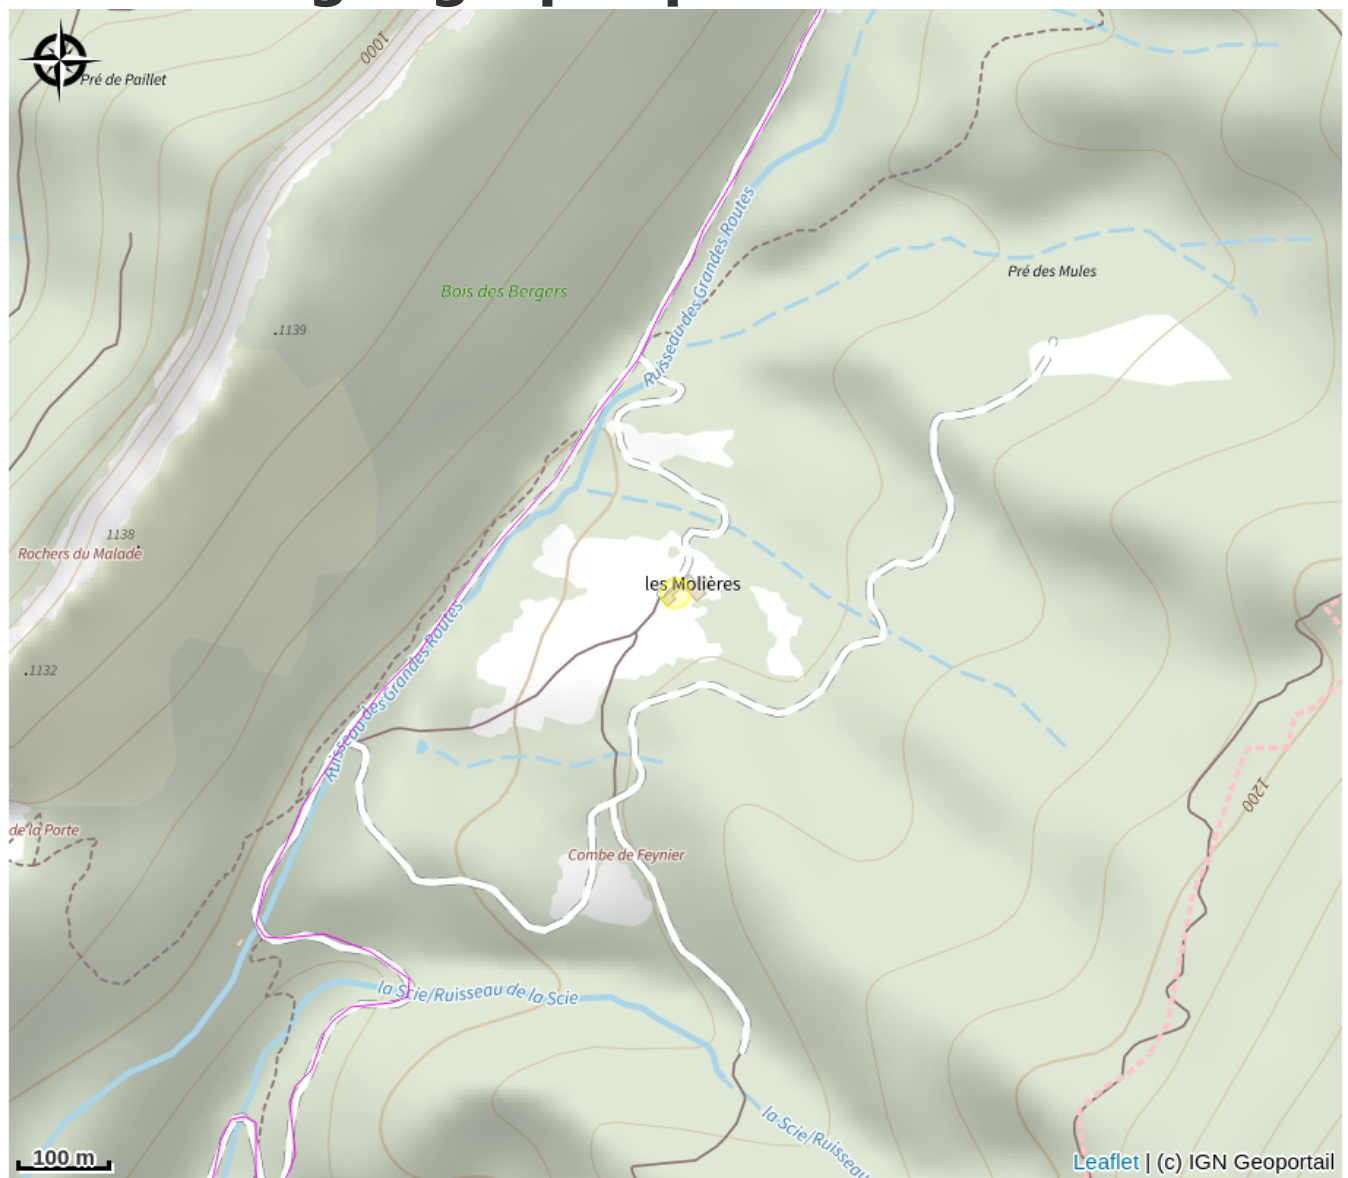 1000
Pré de Paillet
Ruisseau des Grandes Routes
Pré des Mules
Bois des Bergers
.1139
1138
Rochers du Malade
les Molières
Ruisseau des Grandes Routes
.1132
1200
de la Porte
Combe de Feynier
la Scie/Ruisseau de la Scie
la Scie/Ruisseau
100 m
Leaflet | (c) IGN Geoportail